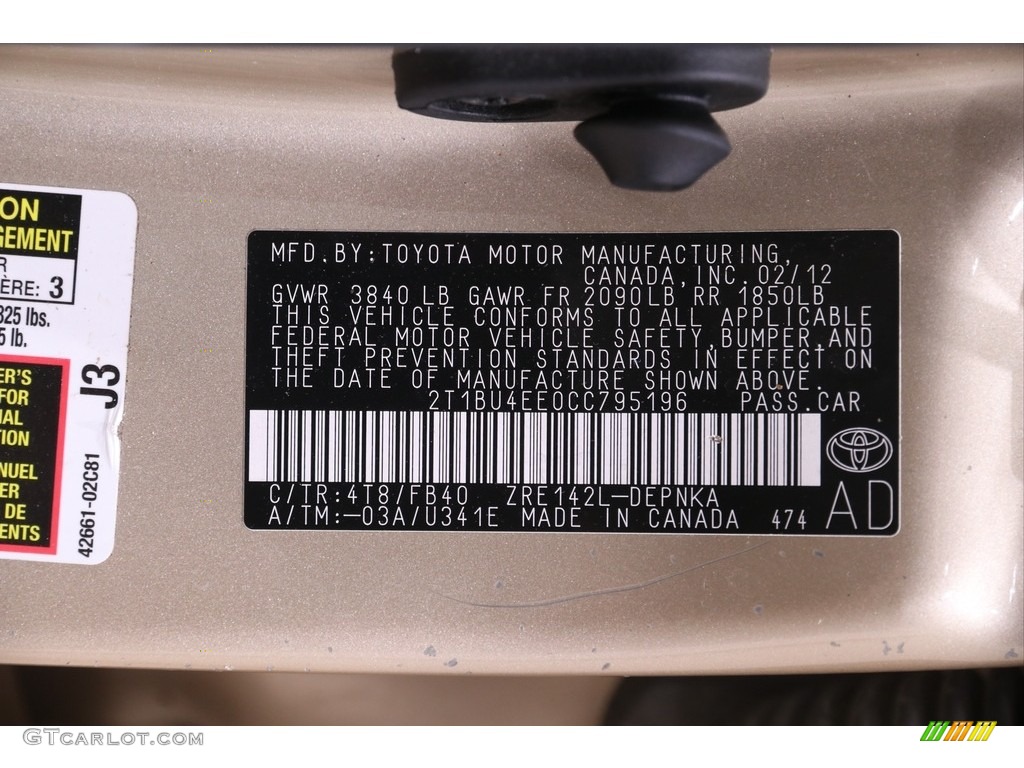 ON
GEMENT
R
ÈRE: 3
825 lbs.
5 lb.
J3
ER'S
FOR
NAL
TION
NUEL
ER
DE
ENTS
42661-02C81
MFD.BY:TOYOTA MOTOR MANUFACTURING,
CANADA,INC.02/12
GVWR 3840 LB GAWR FR 2090LB RR 1850LB
THIS VEHICLE CONFORMS TO ALL APPLICABLE
FEDERAL MOTOR VEHICLE SAFETY,BUMPER,AND
THEFT PREVENTION STANDARDS IN EFFECT ON
THE DATE OF MANUFACTURE SHOWN ABOVE.
2T1BU4EE0CC795196 PASS.CAR
C/TR:4T8/FB40 ZRE142L-DEPNKA
A/TM:-03A/U341E MADE IN CANADA 474
AD
GTCARLOT.COM